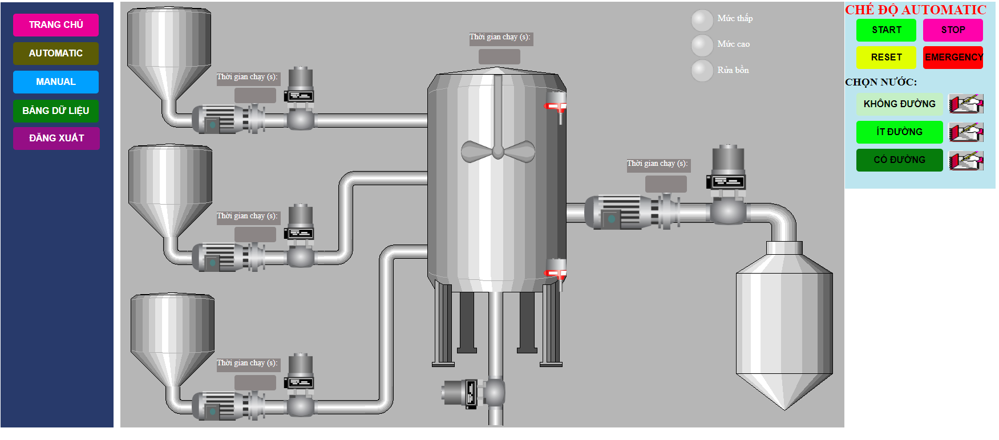 TRANG CHỦ
AUTOMATIC
MANUAL
BẢNG DỮ LIỆU
ĐĂNG XUẤT
Thời gian chạy (s):
Thời gian chạy (s):
Thời gian chạy (s):
Thời gian chạy (s):
Thời gian chạy (s):
Mức thấp
Mức cao
Rửa bồn
CHẾ ĐỘ AUTOMATIC
START
STOP
RESET
EMERGENCY
CHỌN NƯỚC:
KHÔNG ĐƯỜNG
ÍT ĐƯỜNG
CÓ ĐƯỜNG